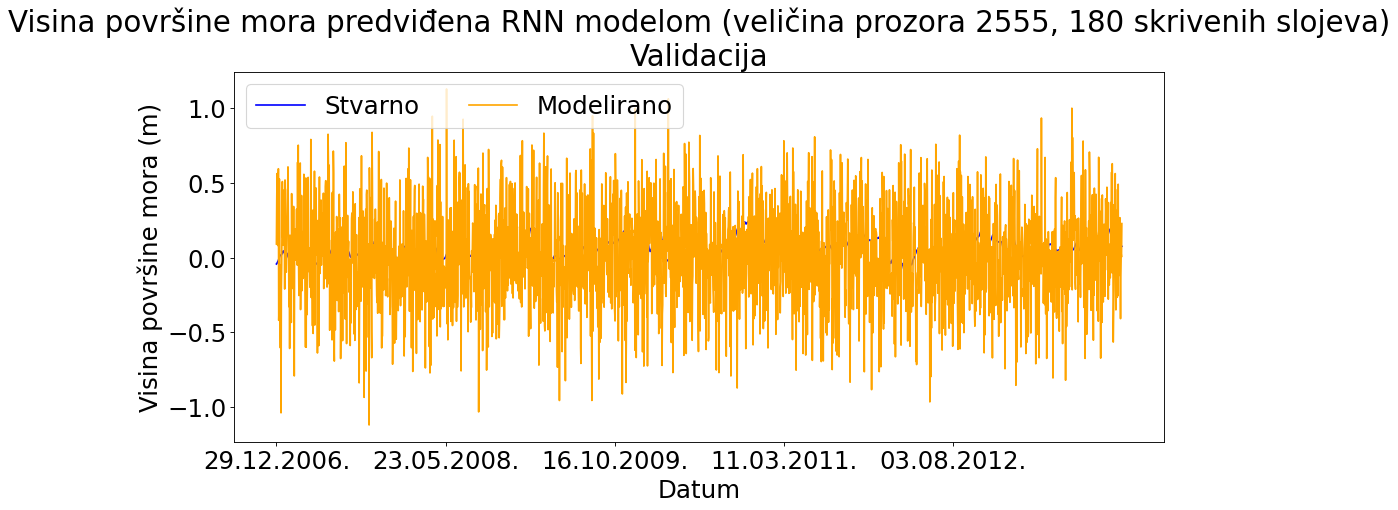 Visina površine mora predviđena RNN modelom (veličina prozora 2555, 180 skrivenih slojeva)
Validacija
Stvarno Modelirano
Visina površine mora (m)
1.0
0.5
0.0
−0.5
−1.0
29.12.2006. 23.05.2008. 16.10.2009. 11.03.2011. 03.08.2012.
Datum